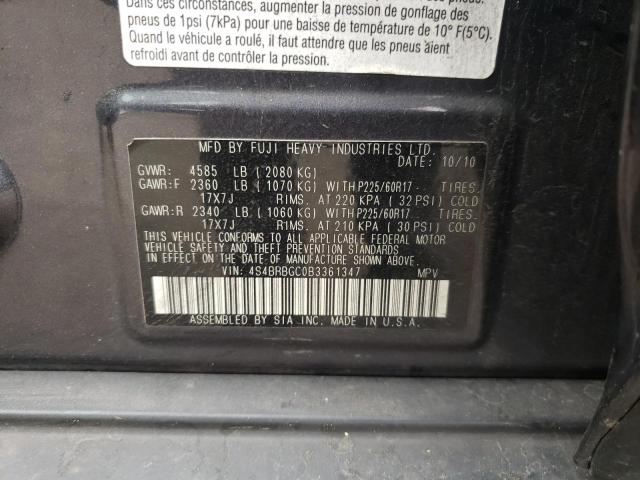 Dans ces circonstances, augmenter la pression de gonflage des
pneus de 1psi (7kPa) pour une baisse de température de 10° F(5°C).
Quand le véhicule a roulé, il faut attendre que les pneus aient
refroidi avant de contrôler la pression.
MFD BY FUJI HEAVY INDUSTRIES LTD.
DATE: 10/10
GVWR: 4585 LB ( 2080 KG)
GAWR:F 2360 LB ( 1070 KG) WITH P225/60R17 TIRES.
17X7J RIMS. AT 220 KPA ( 32 PSI) COLD
GAWR:R 2340 LB ( 1060 KG) WITH P225/60R17 TIRES.
17X7J RIMS. AT 210 KPA ( 30 PSI) COLD
THIS VEHICLE CONFORMS TO ALL APPLICABLE FEDERAL MOTOR
VEHICLE SAFETY AND THEFT PREVENTION STANDARDS
IN EFFECT ON THE DATE OF MANUFACTURE SHOWN ABOVE.
VIN: 4S4BRBGC0B3361347 MPV
ASSEMBLED BY SIA INC. MADE IN U.S.A.